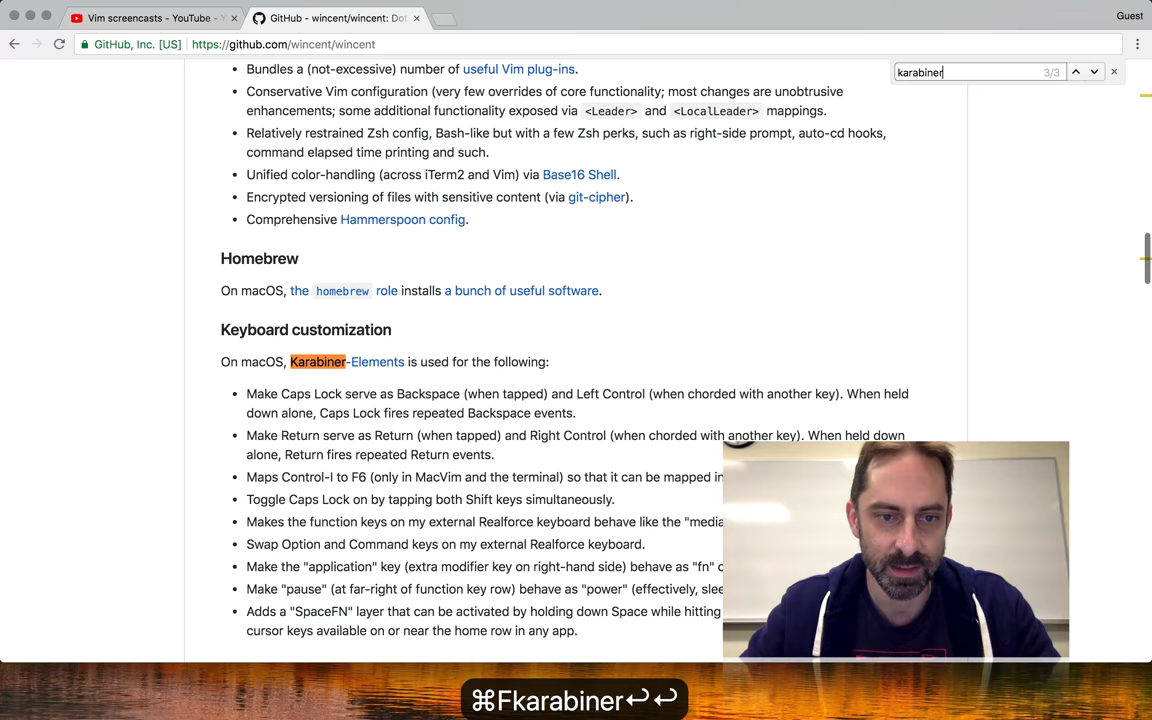 Vim screencasts - YouTube - Y
GitHub - wincent/wincent: Dot
Guest
GitHub, Inc. [US] https://github.com/wincent/wincent
karabiner 3/3
Bundles a (not-excessive) number of useful Vim plug-ins.
Conservative Vim configuration (very few overrides of core functionality; most changes are unobtrusive
enhancements; some additional functionality exposed via <Leader> and <LocalLeader> mappings.
Relatively restrained Zsh config, Bash-like but with a few Zsh perks, such as right-side prompt, auto-cd hooks,
command elapsed time printing and such.
Unified color-handling (across iTerm2 and Vim) via Base16 Shell.
Encrypted versioning of files with sensitive content (via git-cipher).
Comprehensive Hammerspoon config.
Homebrew
On macOS, the homebrew role installs a bunch of useful software.
Keyboard customization
On macOS, Karabiner-Elements is used for the following:
Make Caps Lock serve as Backspace (when tapped) and Left Control (when chorded with another key). When held
down alone, Caps Lock fires repeated Backspace events.
Make Return serve as Return (when tapped) and Right Control (when chorded with another key). When held down
alone, Return fires repeated Return events.
Maps Control-I to F6 (only in MacVim and the terminal) so that it can be mapped in
Toggle Caps Lock on by tapping both Shift keys simultaneously.
Makes the function keys on my external Realforce keyboard behave like the "media
Swap Option and Command keys on my external Realforce keyboard.
Make the "application" key (extra modifier key on right-hand side) behave as "fn"
Make "pause" (at far-right of function key row) behave as "power" (effectively, slee
Adds a "SpaceFN" layer that can be activated by holding down Space while hitting
cursor keys available on or near the home row in any app.
⌘Fkarabiner↩↩